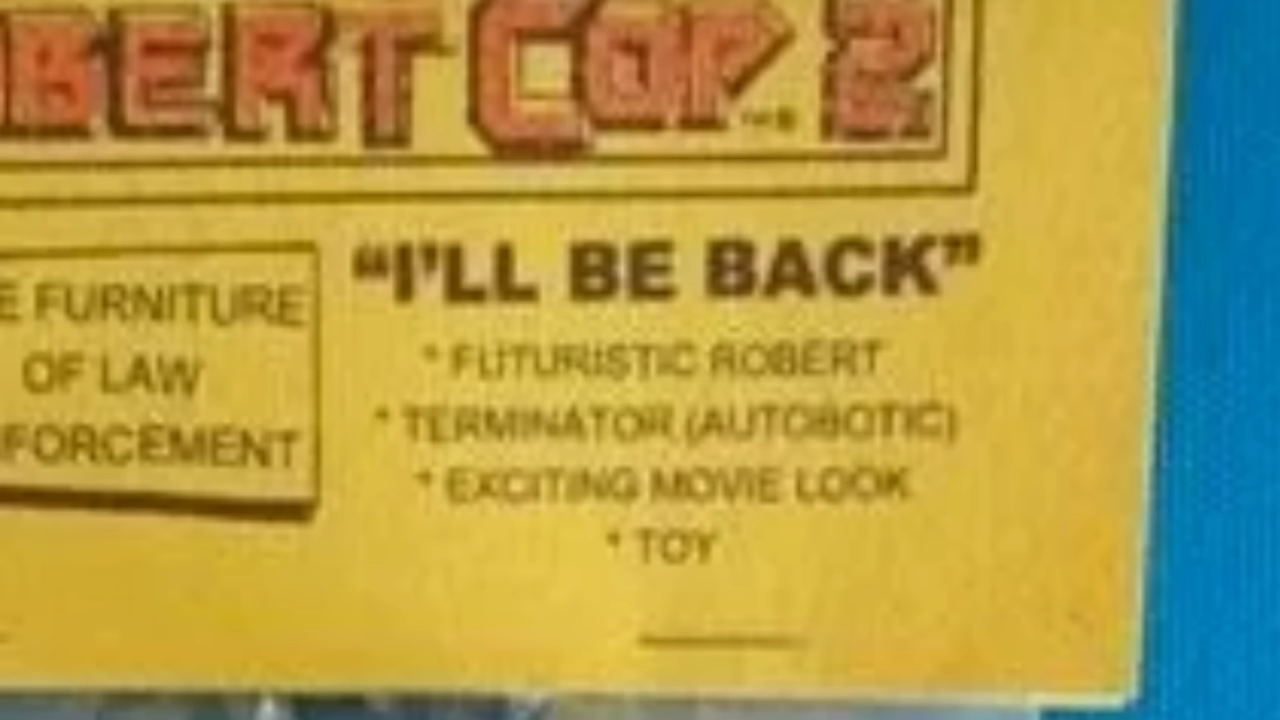 BERT COP 2
"I'LL BE BACK"
E FURNITURE
OF LAW
FORCEMENT
* FUTURISTIC ROBERT
* TERMINATOR (AUTOBOTIC)
* EXCITING MOVIE LOOK
* TOY